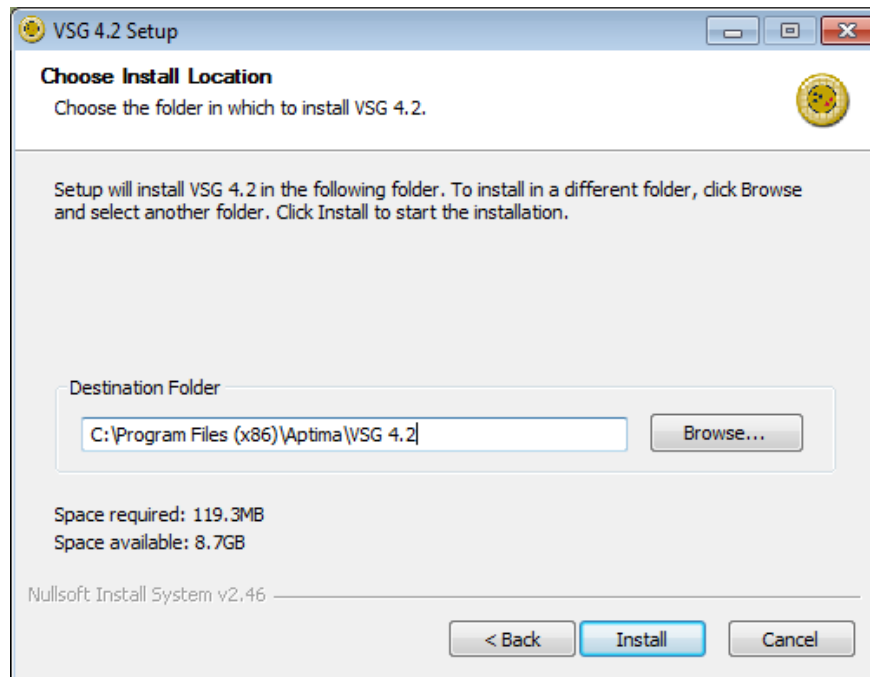 VSG 4.2 Setup
Choose Install Location
Choose the folder in which to install VSG 4.2.
Setup will install VSG 4.2 in the following folder. To install in a different folder, click Browse
and select another folder. Click Install to start the installation.
Destination Folder
C:\Program Files (x86)\Aptima\VSG 4.2
Browse...
Space required: 119.3MB
Space available: 8.7GB
Nullsoft Install System v2.46
< Back Install Cancel